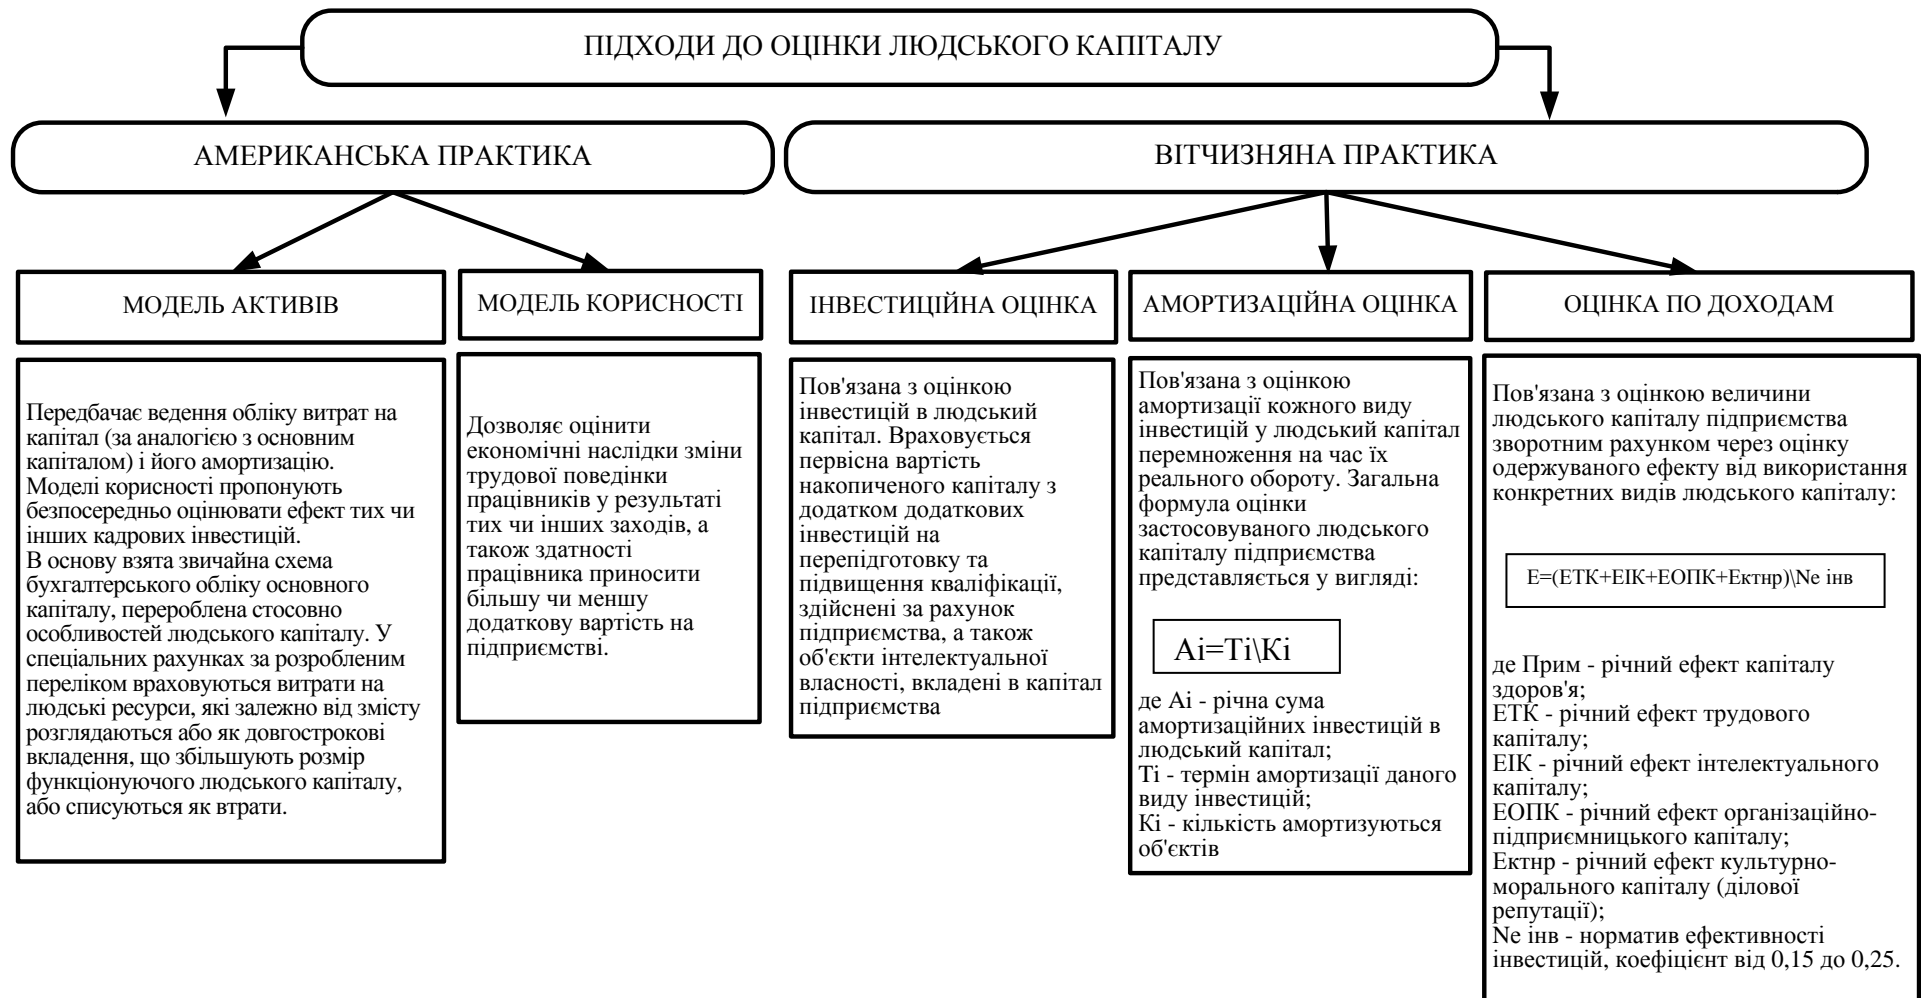 ПІДХОДИ ДО ОЦІНКИ ЛЮДСЬКОГО КАПІТАЛУ
АМЕРИКАНСЬКА ПРАКТИКА
ВІТЧИЗНЯНА ПРАКТИКА
МОДЕЛЬ АКТИВІВ
МОДЕЛЬ КОРИСНОСТІ
ІНВЕСТИЦІЙНА ОЦІНКА
АМОРТИЗАЦІЙНА ОЦІНКА
ОЦІНКА ПО ДОХОДАМ
Передбачає ведення обліку витрат на
капітал (за аналогією з основним
капіталом) і його амортизацію.
Моделі корисності пропонують
безпосередньо оцінювати ефект тих чи
інших кадрових інвестицій.
В основу взята звичайна схема
бухгалтерського обліку основного
капіталу, перероблена стосовно
особливостей людського капіталу. У
спеціальних рахунках за розробленим
переліком враховуються витрати на
людські ресурси, які залежно від змісту
розглядаються або як довгострокові
вкладення, що збільшують розмір
функціонуючого людського капіталу,
або списуються як втрати.
Дозволяє оцінити
економічні наслідки зміни
трудової поведінки
працівників у результаті
тих чи інших заходів, а
також здатності
працівника приносити
більшу чи меншу
додаткову вартість на
підприємстві.
Пов'язана з оцінкою
інвестицій в людський
капітал. Враховується
первісна вартість
накопиченого капіталу з
додатком додаткових
інвестицій на
перепідготовку та
підвищення кваліфікації,
здійснені за рахунок
підприємства, а також
об'єкти інтелектуальної
власності, вкладені в капітал
підприємства
Пов'язана з оцінкою
амортизації кожного виду
інвестицій у людський капітал
перемноження на час їх
реального обороту. Загальна
формула оцінки
застосовуваного людського
капіталу підприємства
представляється у вигляді:
Аі=Ті\Кі
де Аі - річна сума
амортизаційних інвестицій в
людський капітал;
Ті - термін амортизації даного
виду інвестицій;
Кі - кількість амортизуються
об'єктів
Пов'язана з оцінкою величини
людського капіталу підприємства
зворотним рахунком через оцінку
одержуваного ефекту від використання
конкретних видів людського капіталу:
Е=(ЕТК+ЕІК+ЕОПК+Ектнр)\Nе інв
де Прим - річний ефект капіталу
здоров'я;
ЕТК - річний ефект трудового
капіталу;
ЕІК - річний ефект інтелектуального
капіталу;
ЕОПК - річний ефект організаційно-
підприємницького капіталу;
Ектнр - річний ефект культурно-
морального капіталу (ділової
репутації);
Nе інв - норматив ефективності
інвестицій, коефіцієнт від 0,15 до 0,25.